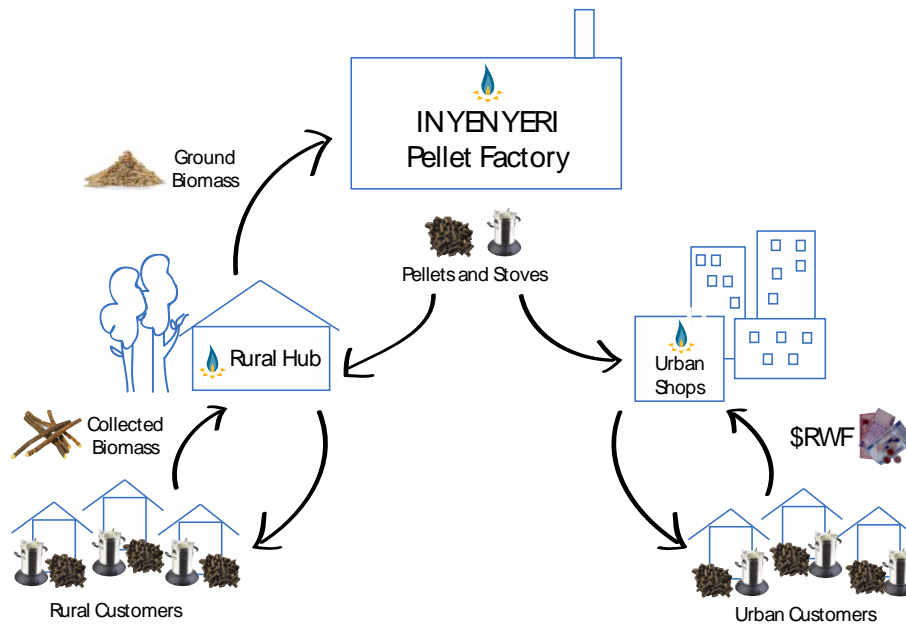 INYENYERI
Pellet Factory
Ground
Biomass
Pellets and Stoves
Rural Hub
Urban
Shops
Collected
Biomass
$RWF
Rural Customers
Urban Customers